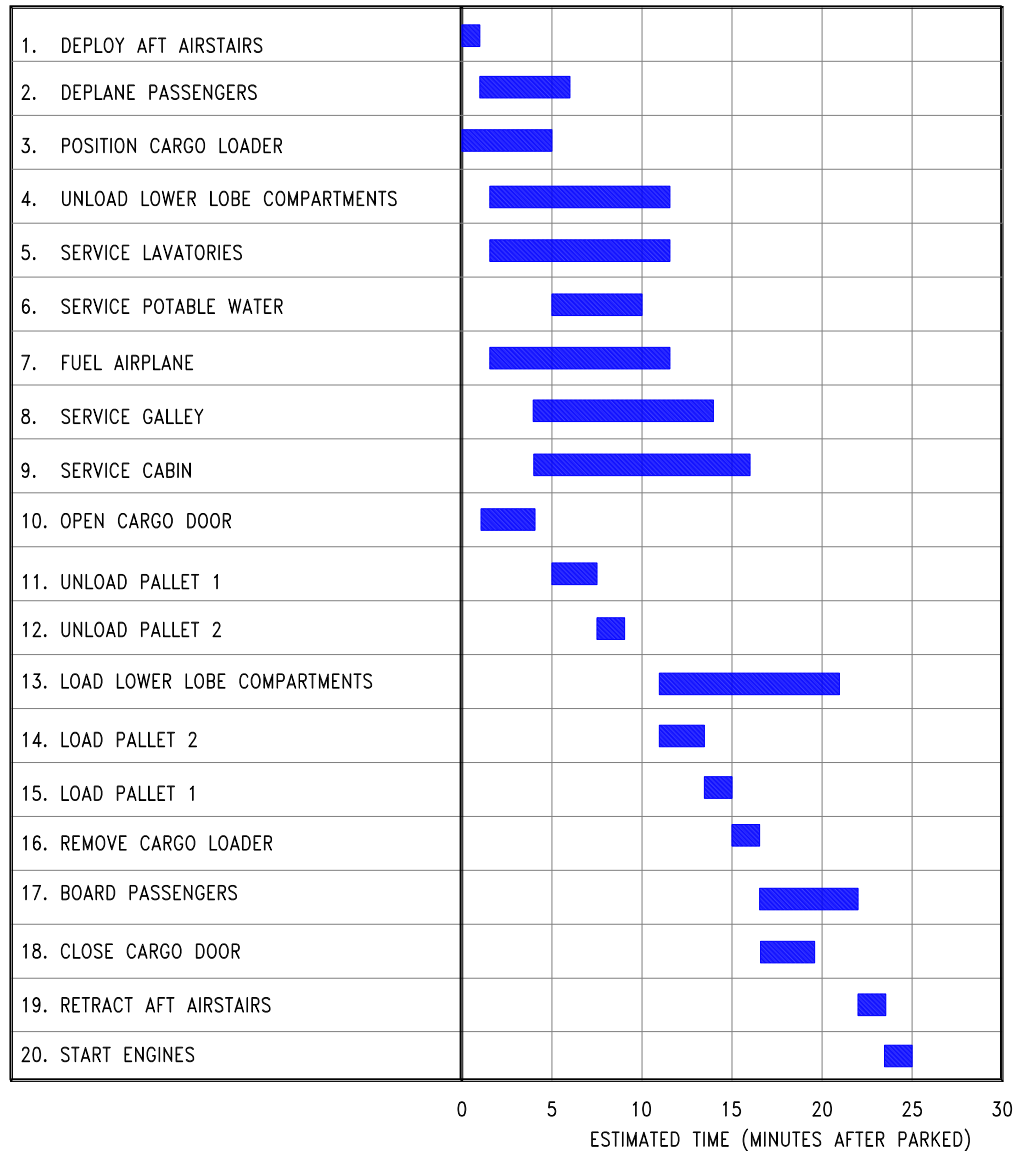 1. DEPLOY AFT AIRSTAIRS
2. DEPLANE PASSENGERS
3. POSITION CARGO LOADER
4. UNLOAD LOWER LOBE COMPARTMENTS
5. SERVICE LAVATORIES
6. SERVICE POTABLE WATER
7. FUEL AIRPLANE
8. SERVICE GALLEY
9. SERVICE CABIN
10. OPEN CARGO DOOR
11. UNLOAD PALLET 1
12. UNLOAD PALLET 2
13. LOAD LOWER LOBE COMPARTMENTS
14. LOAD PALLET 2
15. LOAD PALLET 1
16. REMOVE CARGO LOADER
17. BOARD PASSENGERS
18. CLOSE CARGO DOOR
19. RETRACT AFT AIRSTAIRS
20. START ENGINES
0 5 10 15 20 25 30
ESTIMATED TIME (MINUTES AFTER PARKED)